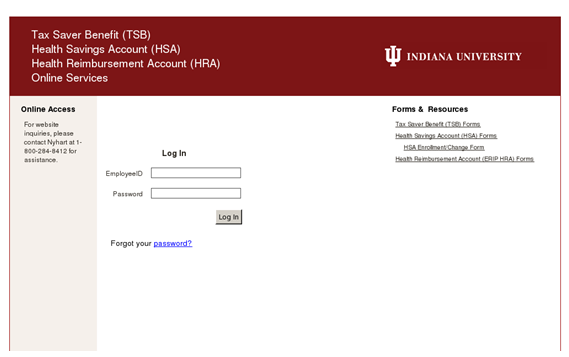 Tax Saver Benefit (TSB)
Health Savings Account (HSA)
Health Reimbursement Account (HRA)
Online Services
INDIANA UNIVERSITY
Online Access
For website
inquiries, please
contact Nyhart at 1-
800-284-8412 for
assistance.
Log In
EmployeeID
Password
Log In
Forgot your password?
Forms & Resources
Tax Saver Benefit (TSB) Forms
Health Savings Account (HSA) Forms
HSA Enrollment/Change Form
Health Reimbursement Account (ERIP HRA) Forms